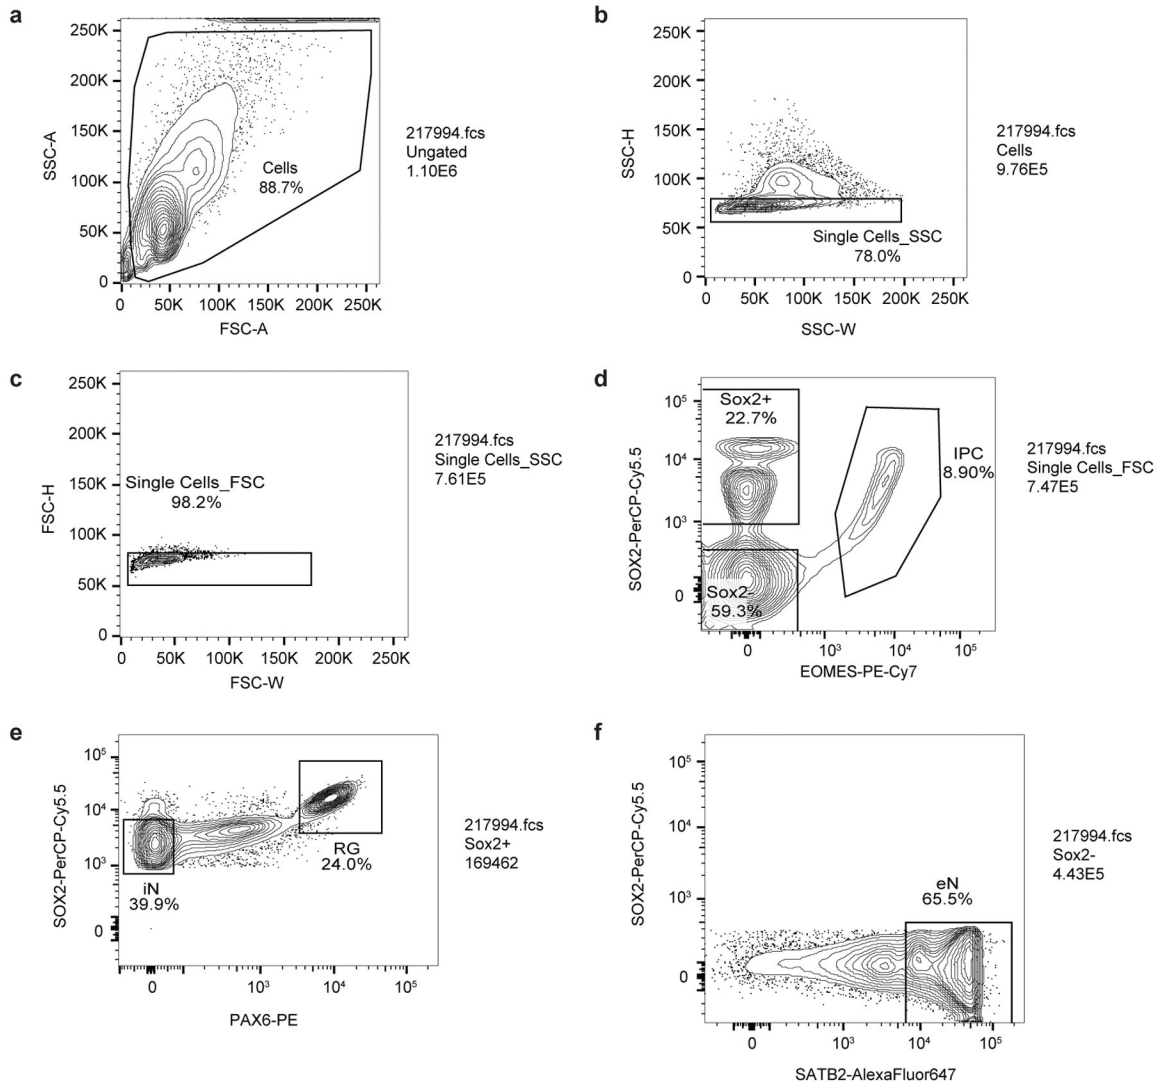 a
250K
200K
150K
100K
50K
0
SSC-A
Cells
88.7%
0 50K 100K 150K 200K 250K
FSC-A
217994.fcs
Ungated
1.10E6
b
250K
200K
150K
100K
50K
0
SSC-H
Single Cells_SSC
78.0%
0 50K 100K 150K 200K 250K
SSC-W
217994.fcs
Cells
9.76E5
c
250K
200K
150K
100K
50K
0
FSC-H
Single Cells_FSC
98.2%
0 50K 100K 150K 200K 250K
FSC-W
217994.fcs
Single Cells_SSC
7.61E5
d
10⁵
10⁴
10³
0
SOX2-PerCP-Cy5.5
Sox2+
22.7%
IPC
8.90%
Sox2-
59.3%
0 10³ 10⁴ 10⁵
EOMES-PE-Cy7
217994.fcs
Single Cells_FSC
7.47E5
e
10⁵
10⁴
10³
0
SOX2-PerCP-Cy5.5
RG
24.0%
iN
39.9%
0 10³ 10⁴ 10⁵
PAX6-PE
217994.fcs
Sox2+
169462
f
10⁵
10⁴
10³
0
SOX2-PerCP-Cy5.5
eN
65.5%
0 10³ 10⁴ 10⁵
SATB2-AlexaFluor647
217994.fcs
Sox2-
4.43E5